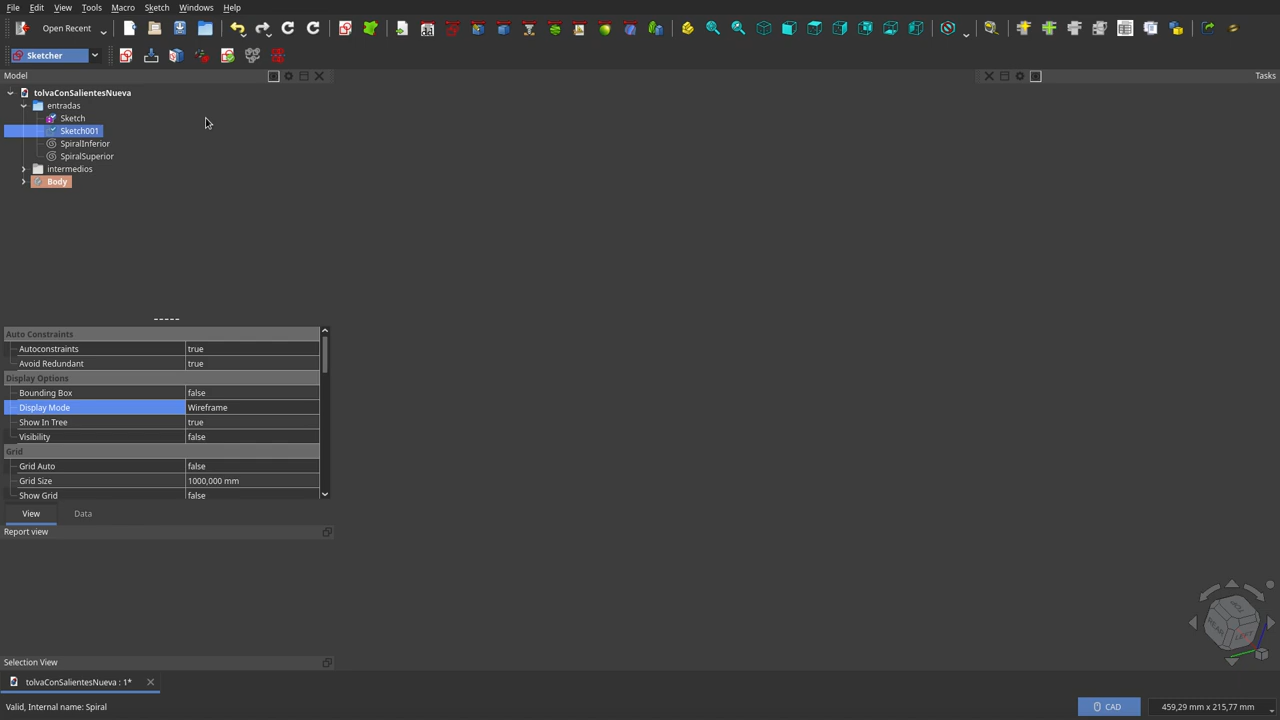 File Edit View Tools Macro Sketch Windows Help
Open Recent
Sketcher
Model
Tasks
tolvaConSalientesNueva
entradas
Sketch
Sketch001
SpiralInferior
SpiralSuperior
intermedios
Body
Auto Constraints
Autoconstraints true
Avoid Redundant true
Display Options
Bounding Box false
Display Mode Wireframe
Show In Tree true
Visibility false
Grid
Grid Auto false
Grid Size 1000,000 mm
Show Grid false
View Data
Report view
LEFT
Selection View
tolvaConSalientesNueva : 1*
Valid, Internal name: Spiral
CAD
459,29 mm x 215,77 mm